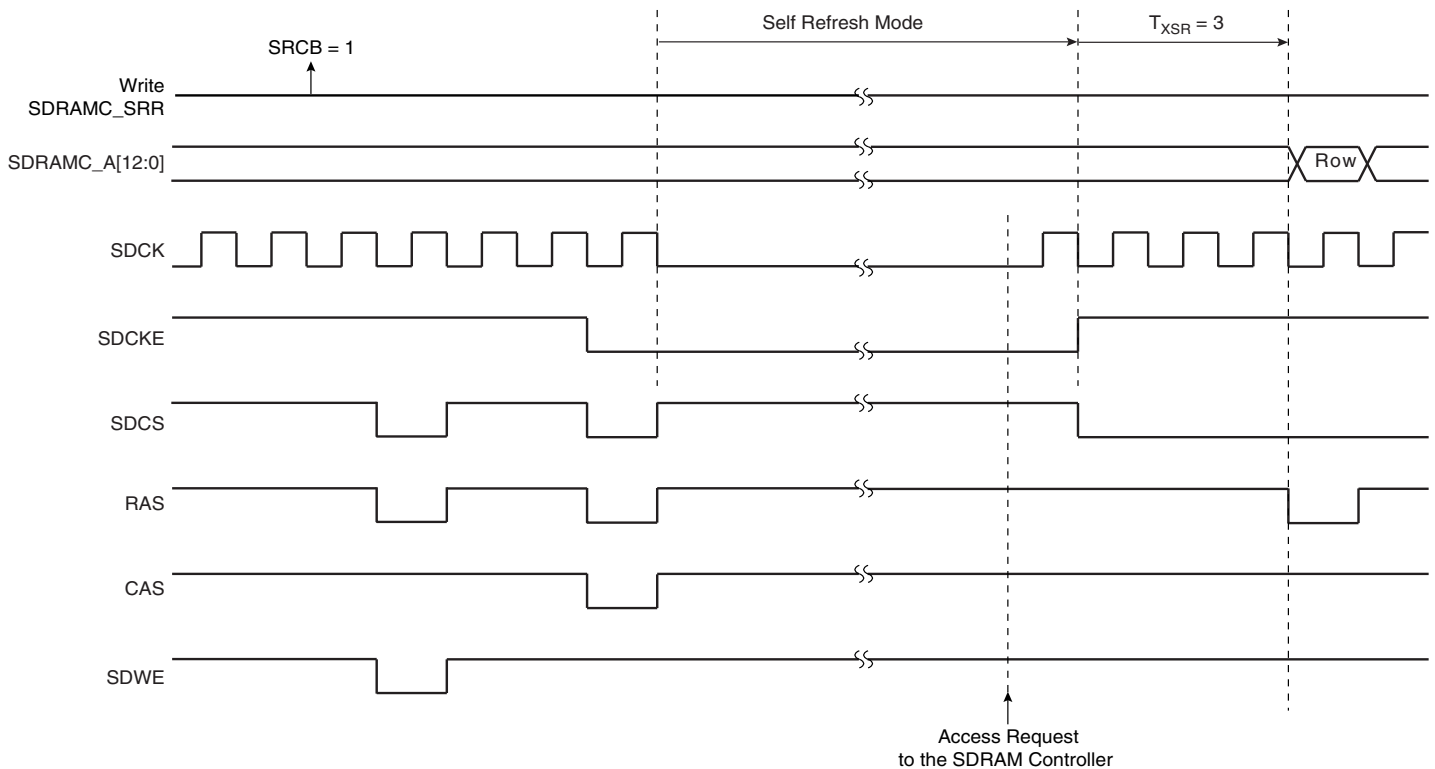 Self Refresh Mode
TXSR = 3
SRCB = 1
Write
SDRAMC_SRR
SDRAMC_A[12:0]
Row
SDCK
SDCKE
SDCS
RAS
CAS
SDWE
Access Request
to the SDRAM Controller